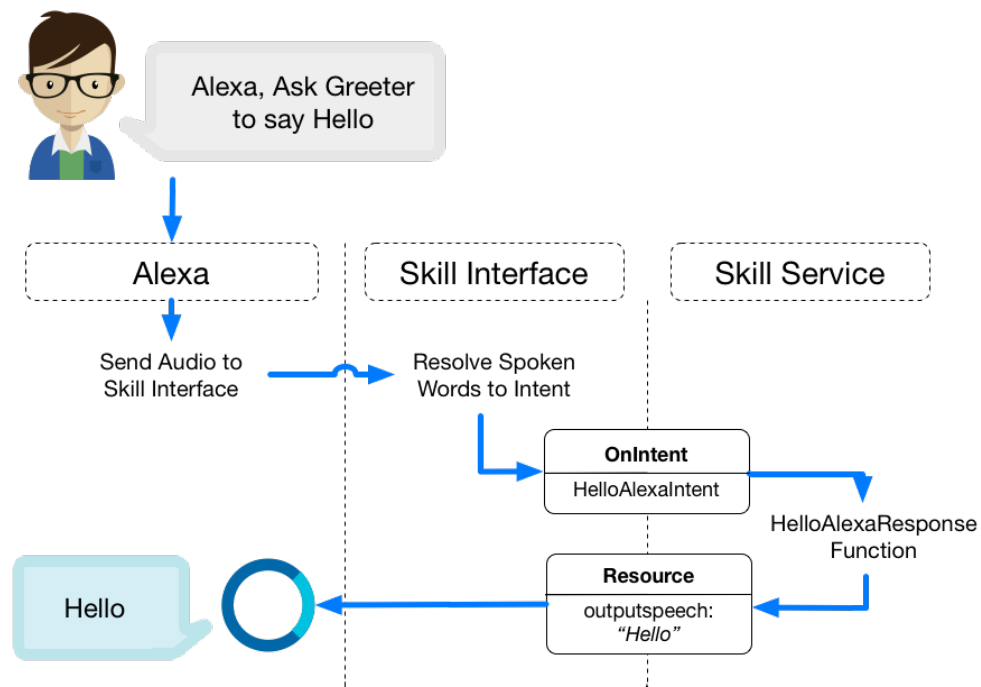 Alexa, Ask Greeter
to say Hello
Alexa
Skill Interface
Skill Service
Send Audio to
Skill Interface
Resolve Spoken
Words to Intent
OnIntent
HelloAlexaIntent
HelloAlexaResponse
Function
Resource
outputspeech:
“Hello”
Hello